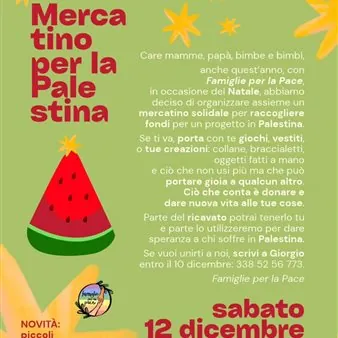 Merca
tino
per la
Pale
stina
Care mamme, papà, bimbe e bimbi,
anche quest'anno, con
Famiglie per la Pace,
in occasione del Natale, abbiamo
deciso di organizzare assieme un
mercatino solidale per raccogliere
fondi per un progetto in Palestina.
Se ti va, porta con te giochi, vestiti,
o tue creazioni: collane, braccialetti,
oggetti fatti a mano
e ciò che non usi più ma che può
portare gioia a qualcun altro.
Ciò che conta è donare e
dare nuova vita alle tue cose.
Parte del ricavato potrai tenerlo tu
e parte lo utilizzeremo per dare
speranza a chi soffre in Palestina.
Se vuoi unirti a noi, scrivi a Giorgio
entro il 10 dicembre: 338 52 56 773.
Famiglie per la Pace
sabato
12 dicembre
NOVITÀ:
piccoli